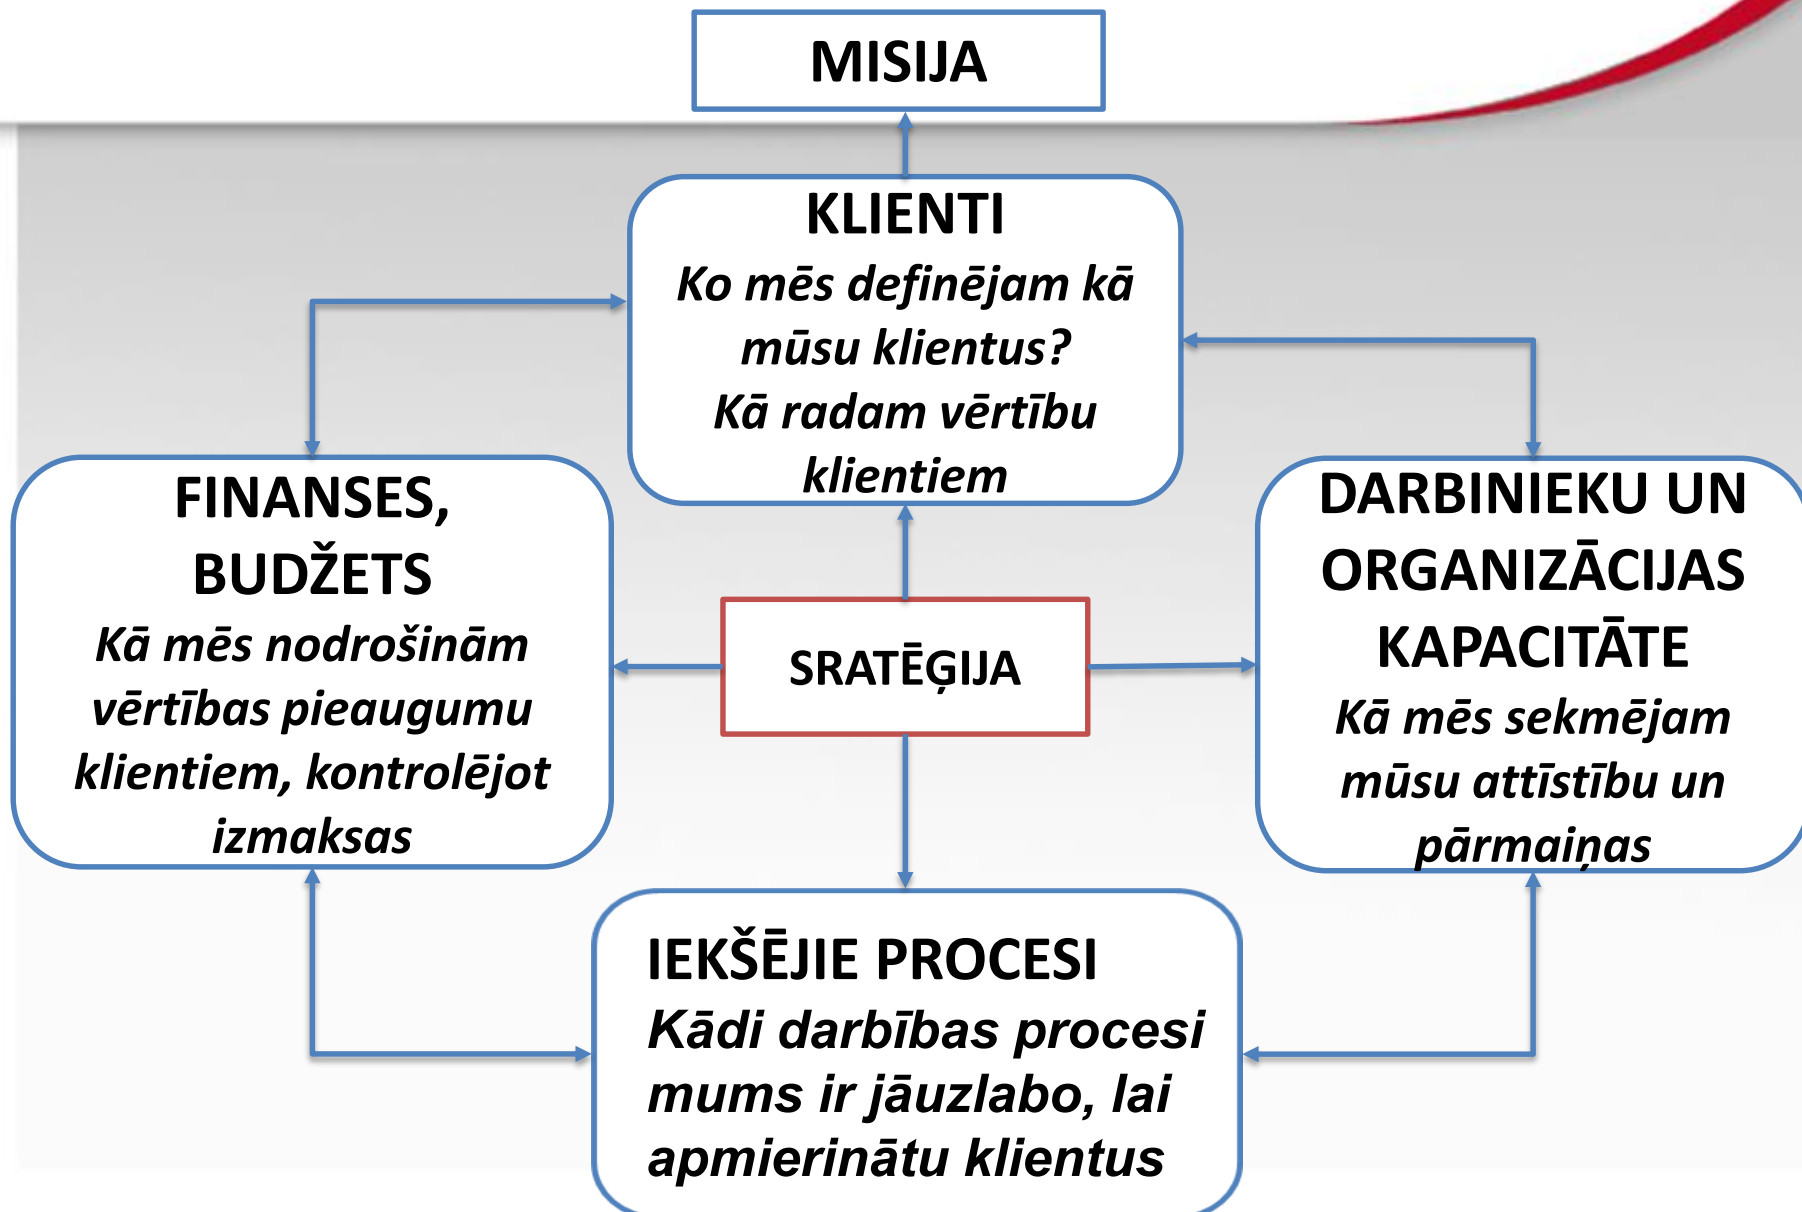 MISIJA
KLIENTI
Ko mēs definējam kā
mūsu klientus?
Kā radam vērtību
klientiem
FINANSES,
BUDŽETS
Kā mēs nodrošinām
vērtības pieaugumu
klientiem, kontrolējot
izmaksas
SRATĒĢIJA
DARBINIEKU UN
ORGANIZĀCIJAS
KAPACITĀTE
Kā mēs sekmējam
mūsu attīstību un
pārmaiņas
IEKŠĒJIE PROCESI
Kādi darbības procesi
mums ir jāuzlabo, lai
apmierinātu klientus